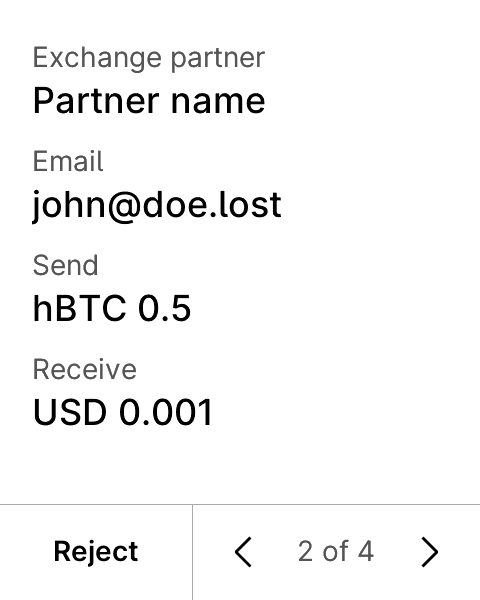 Exchange partner
Partner name
Email
john@doe.lost
Send
hBTC 0.5
Receive
USD 0.001
Reject
2 of 4